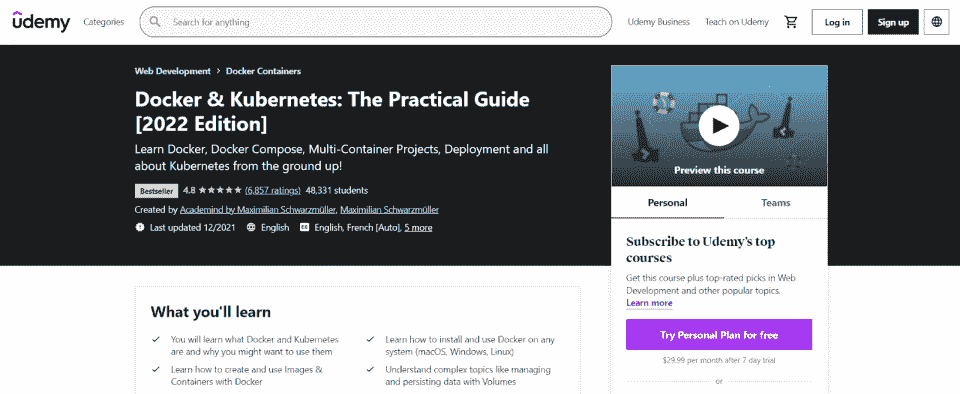 udemy
Categories
Search for anything
Udemy Business
Teach on Udemy
Log in
Sign up
Web Development > Docker Containers
Docker & Kubernetes: The Practical Guide
[2022 Edition]
Learn Docker, Docker Compose, Multi-Container Projects, Deployment and all
about Kubernetes from the ground up!
Bestseller 4.8 ★★★★★ (6,857 ratings) 48,331 students
Created by Academind by Maximilian Schwarzmüller, Maximilian Schwarzmüller
Last updated 12/2021 English English, French [Auto], 5 more
Preview this course
Personal
Teams
Subscribe to Udemy's top
courses
Get this course plus top-rated picks in Web
Development and other popular topics.
Learn more
Try Personal Plan for free
$29.99 per month after 7 day trial
or
What you'll learn
You will learn what Docker and Kubernetes
are and why you might want to use them
Learn how to create and use Images &
Containers with Docker
Learn how to install and use Docker on any
system (macOS, Windows, Linux)
Understand complex topics like managing
and persisting data with Volumes